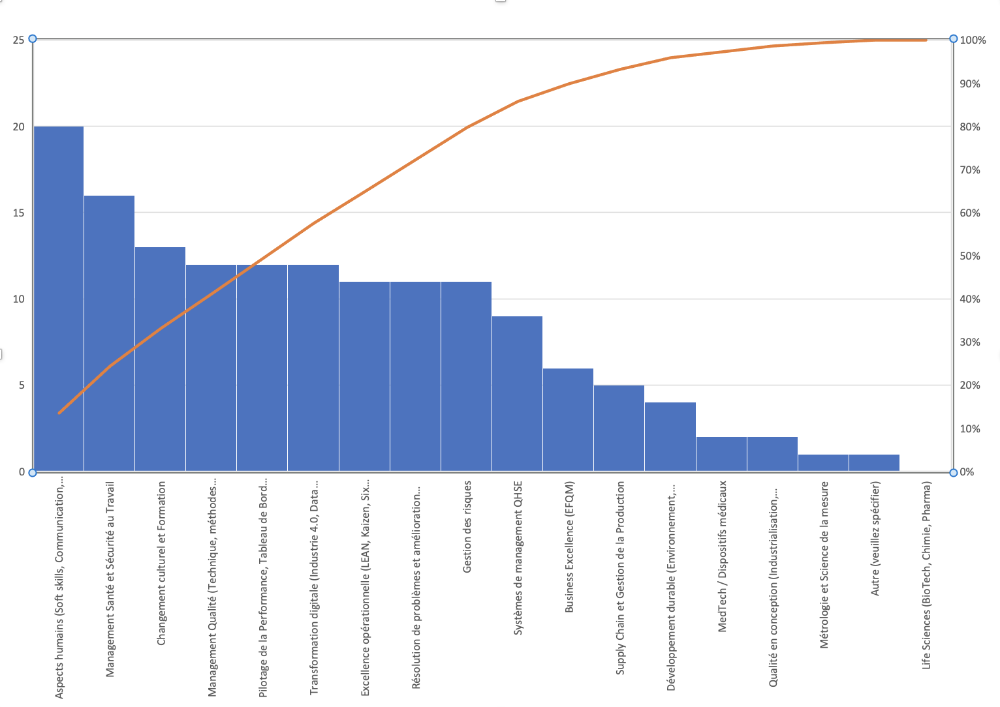 25
20
15
10
5
0
100%
90%
80%
70%
60%
50%
40%
30%
20%
10%
0%
Aspects humains (Soft skills, Communication,...
Management Santé et Sécurité au Travail
Changement culturel et Formation
Management Qualité (Technique, méthodes...
Pilotage de la Performance, Tableau de Bord...
Transformation digitale (Industrie 4.0, Data...
Excellence opérationnelle (LEAN, Kaizen, Six...
Résolution de problèmes et amélioration...
Gestion des risques
Systèmes de management QHSE
Business Excellence (EFQM)
Supply Chain et Gestion de la Production
Développement durable (Environnement,...
MedTech / Dispositifs médicaux
Qualité en conception (Industrialisation,...
Métrologie et Science de la mesure
Autre (veuillez spécifier)
Life Sciences (BioTech, Chimie, Pharma)